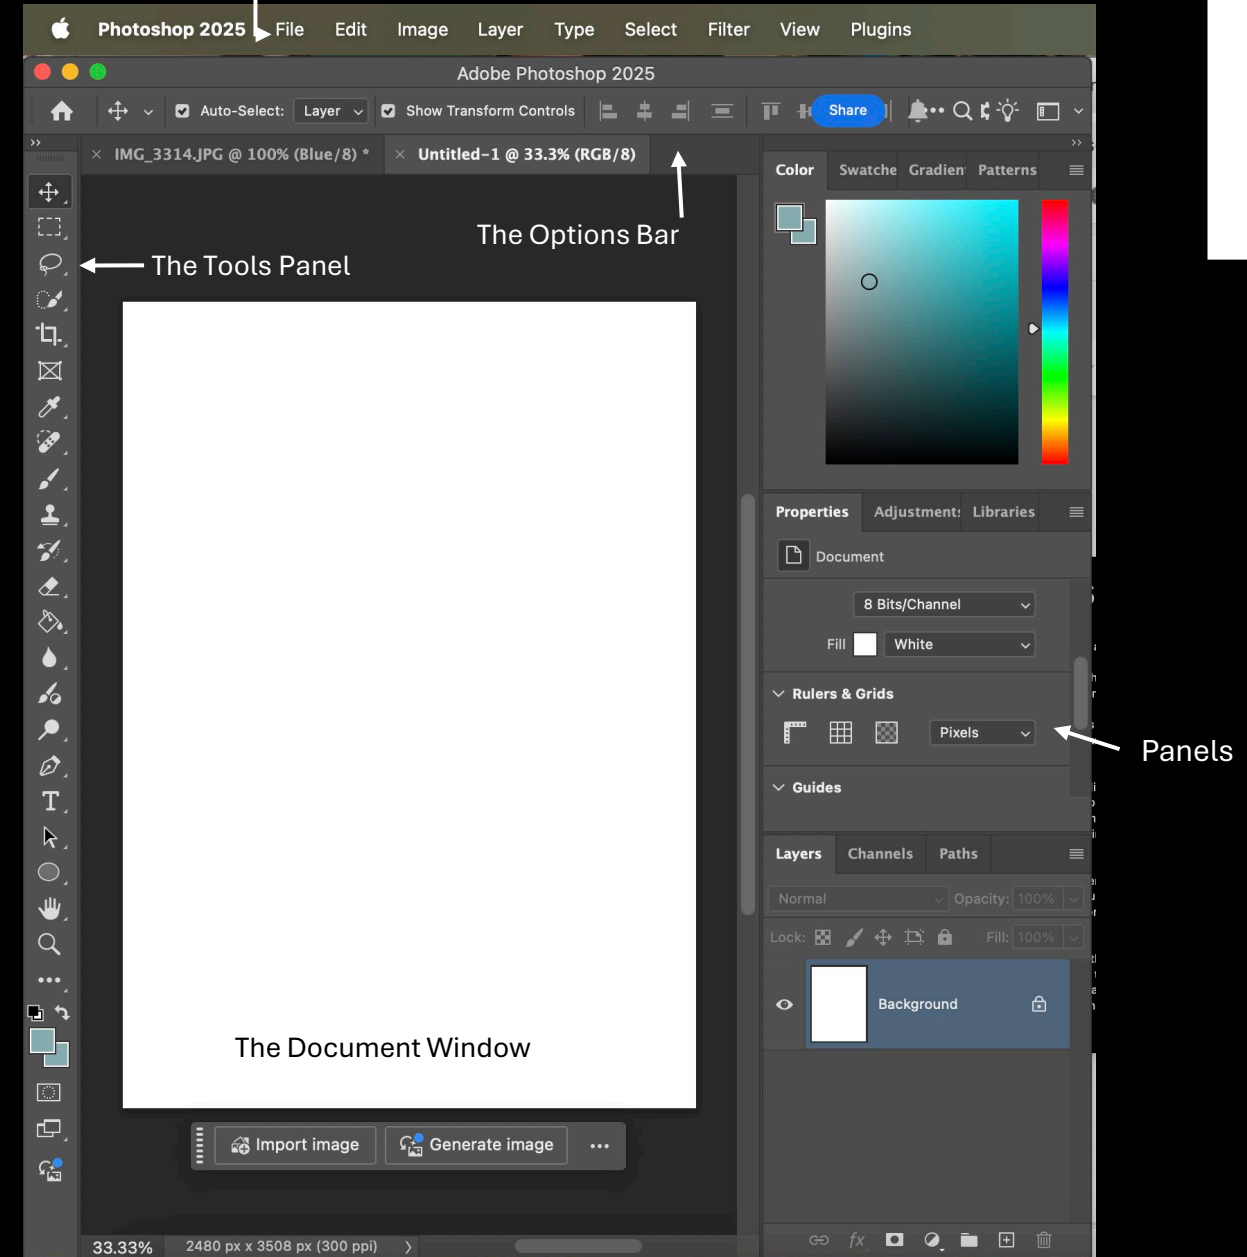 Photoshop 2025 File Edit Image Layer Type Select Filter View Plugins
Adobe Photoshop 2025
Auto-Select: Layer Show Transform Controls Share
× IMG_3314.JPG @ 100% (Blue/8) * × Untitled-1 @ 33.3% (RGB/8)
Color Swatche Gradien Patterns
The Options Bar
The Tools Panel
Properties Adjustments Libraries
Document
8 Bits/Channel
Fill White
Rulers & Grids
Pixels
Panels
Guides
Layers Channels Paths
Normal Opacity: 100%
Lock: Fill: 100%
Background
The Document Window
Import image Generate image •••
33.33% 2480 px x 3508 px (300 ppi)
fx